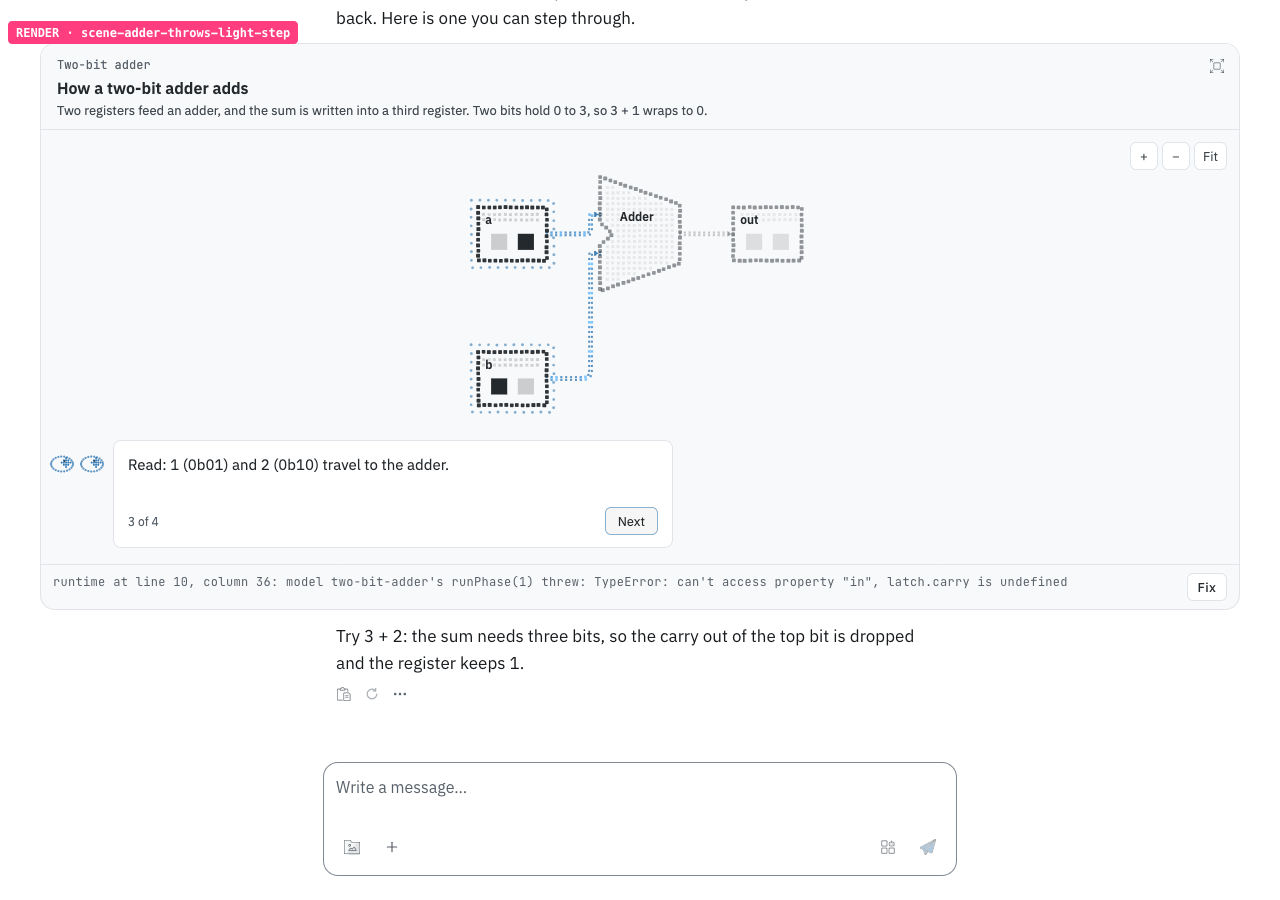 back. Here is one you can step through.
RENDER · scene-adder-throws-light-step
Two-bit adder
How a two-bit adder adds
Two registers feed an adder, and the sum is written into a third register. Two bits hold 0 to 3, so 3 + 1 wraps to 0.
+ − Fit
a
Adder
out
b
Read: 1 (0b01) and 2 (0b10) travel to the adder.
3 of 4
Next
runtime at line 10, column 36: model two-bit-adder's runPhase(1) threw: TypeError: can't access property "in", latch.carry is undefined
Fix
Try 3 + 2: the sum needs three bits, so the carry out of the top bit is dropped
and the register keeps 1.
Write a message...